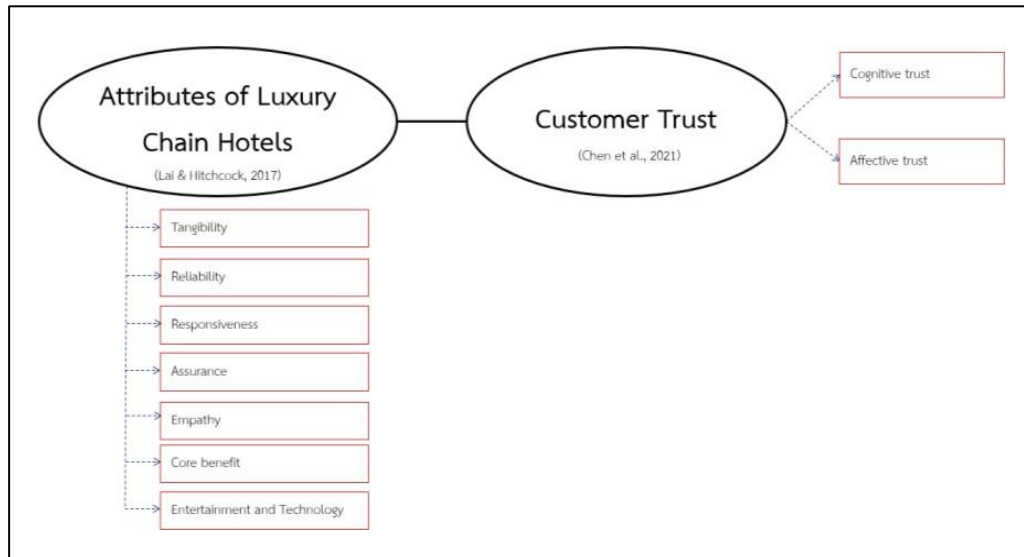 Attributes of Luxury
Chain Hotels
(Lai & Hitchcock, 2017)
Tangibility
Reliability
Responsiveness
Assurance
Empathy
Core benefit
Entertainment and Technology
Customer Trust
(Chen et al., 2021)
Cognitive trust
Affective trust